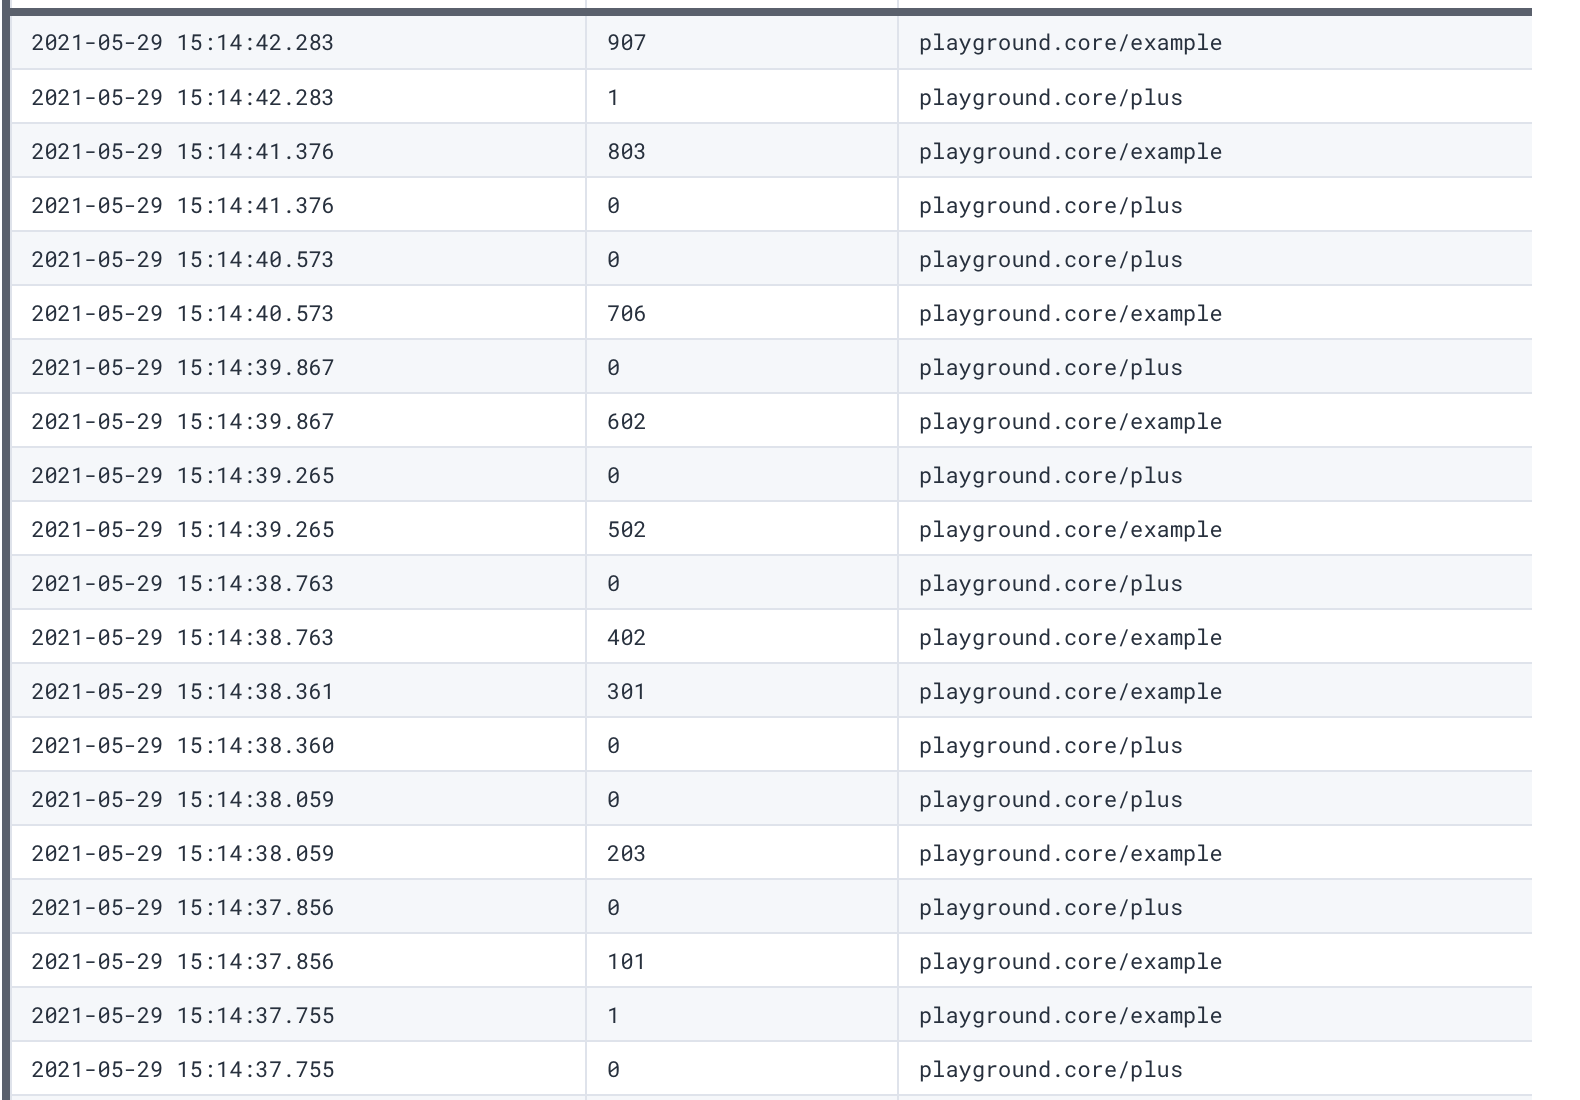 2021-05-29 15:14:42.283 907 playground.core/example
2021-05-29 15:14:42.283 1 playground.core/plus
2021-05-29 15:14:41.376 803 playground.core/example
2021-05-29 15:14:41.376 0 playground.core/plus
2021-05-29 15:14:40.573 0 playground.core/plus
2021-05-29 15:14:40.573 706 playground.core/example
2021-05-29 15:14:39.867 0 playground.core/plus
2021-05-29 15:14:39.867 602 playground.core/example
2021-05-29 15:14:39.265 0 playground.core/plus
2021-05-29 15:14:39.265 502 playground.core/example
2021-05-29 15:14:38.763 0 playground.core/plus
2021-05-29 15:14:38.763 402 playground.core/example
2021-05-29 15:14:38.361 301 playground.core/example
2021-05-29 15:14:38.360 0 playground.core/plus
2021-05-29 15:14:38.059 0 playground.core/plus
2021-05-29 15:14:38.059 203 playground.core/example
2021-05-29 15:14:37.856 0 playground.core/plus
2021-05-29 15:14:37.856 101 playground.core/example
2021-05-29 15:14:37.755 1 playground.core/example
2021-05-29 15:14:37.755 0 playground.core/plus